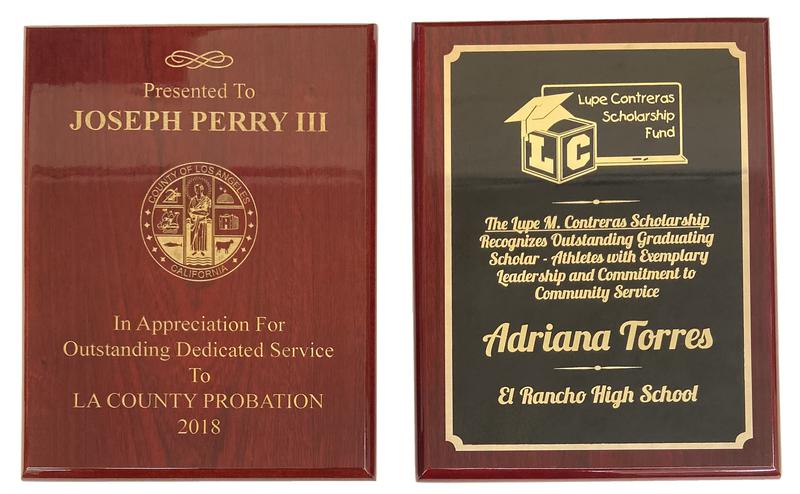 Presented To
JOSEPH PERRY III
COUNTY OF LOS ANGELES
CALIFORNIA
In Appreciation For
Outstanding Dedicated Service
To
LA COUNTY PROBATION
2018
Lupe Contreras
Scholarship
Fund
L C
The Lupe M. Contreras Scholarship
Recognizes Outstanding Graduating
Scholar - Athletes with Exemplary
Leadership and Commitment to
Community Service
Adriana Torres
El Rancho High School